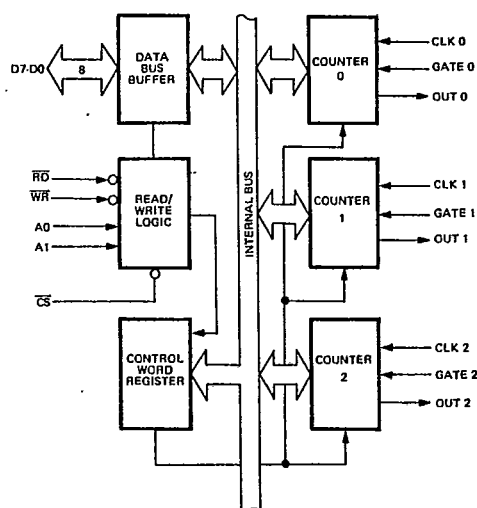 D7-D0
8
DATA
BUS
BUFFER
RD
WR
A0
A1
CS
READ/
WRITE
LOGIC
CONTROL
WORD
REGISTER
INTERNAL BUS
COUNTER
0
CLK 0
GATE 0
OUT 0
COUNTER
1
CLK 1
GATE 1
OUT 1
COUNTER
2
CLK 2
GATE 2
OUT 2